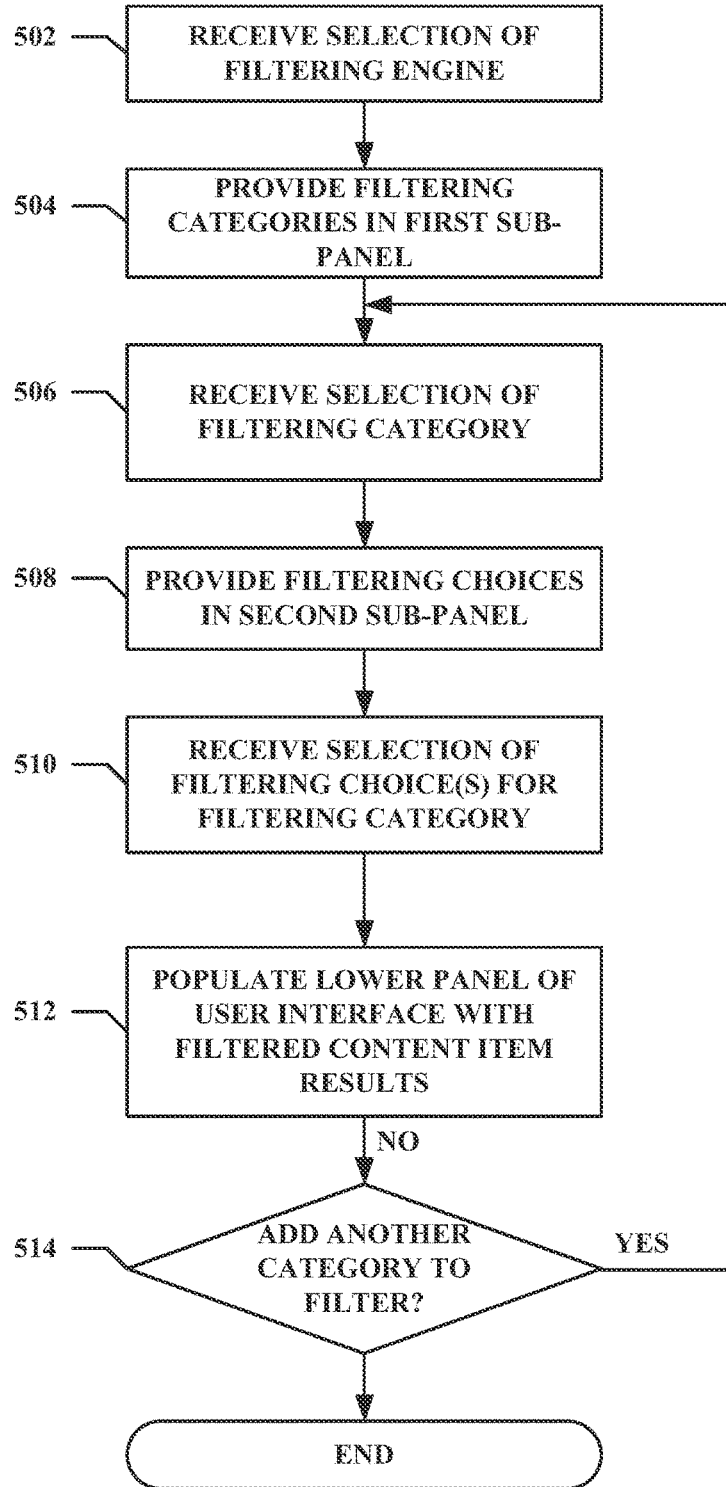 502
RECEIVE SELECTION OF
FILTERING ENGINE
504
PROVIDE FILTERING
CATEGORIES IN FIRST SUB-
PANEL
506
RECEIVE SELECTION OF
FILTERING CATEGORY
508
PROVIDE FILTERING CHOICES
IN SECOND SUB-PANEL
510
RECEIVE SELECTION OF
FILTERING CHOICE(S) FOR
FILTERING CATEGORY
512
POPULATE LOWER PANEL OF
USER INTERFACE WITH
FILTERED CONTENT ITEM
RESULTS
NO
514
ADD ANOTHER
CATEGORY TO
FILTER?
YES
END